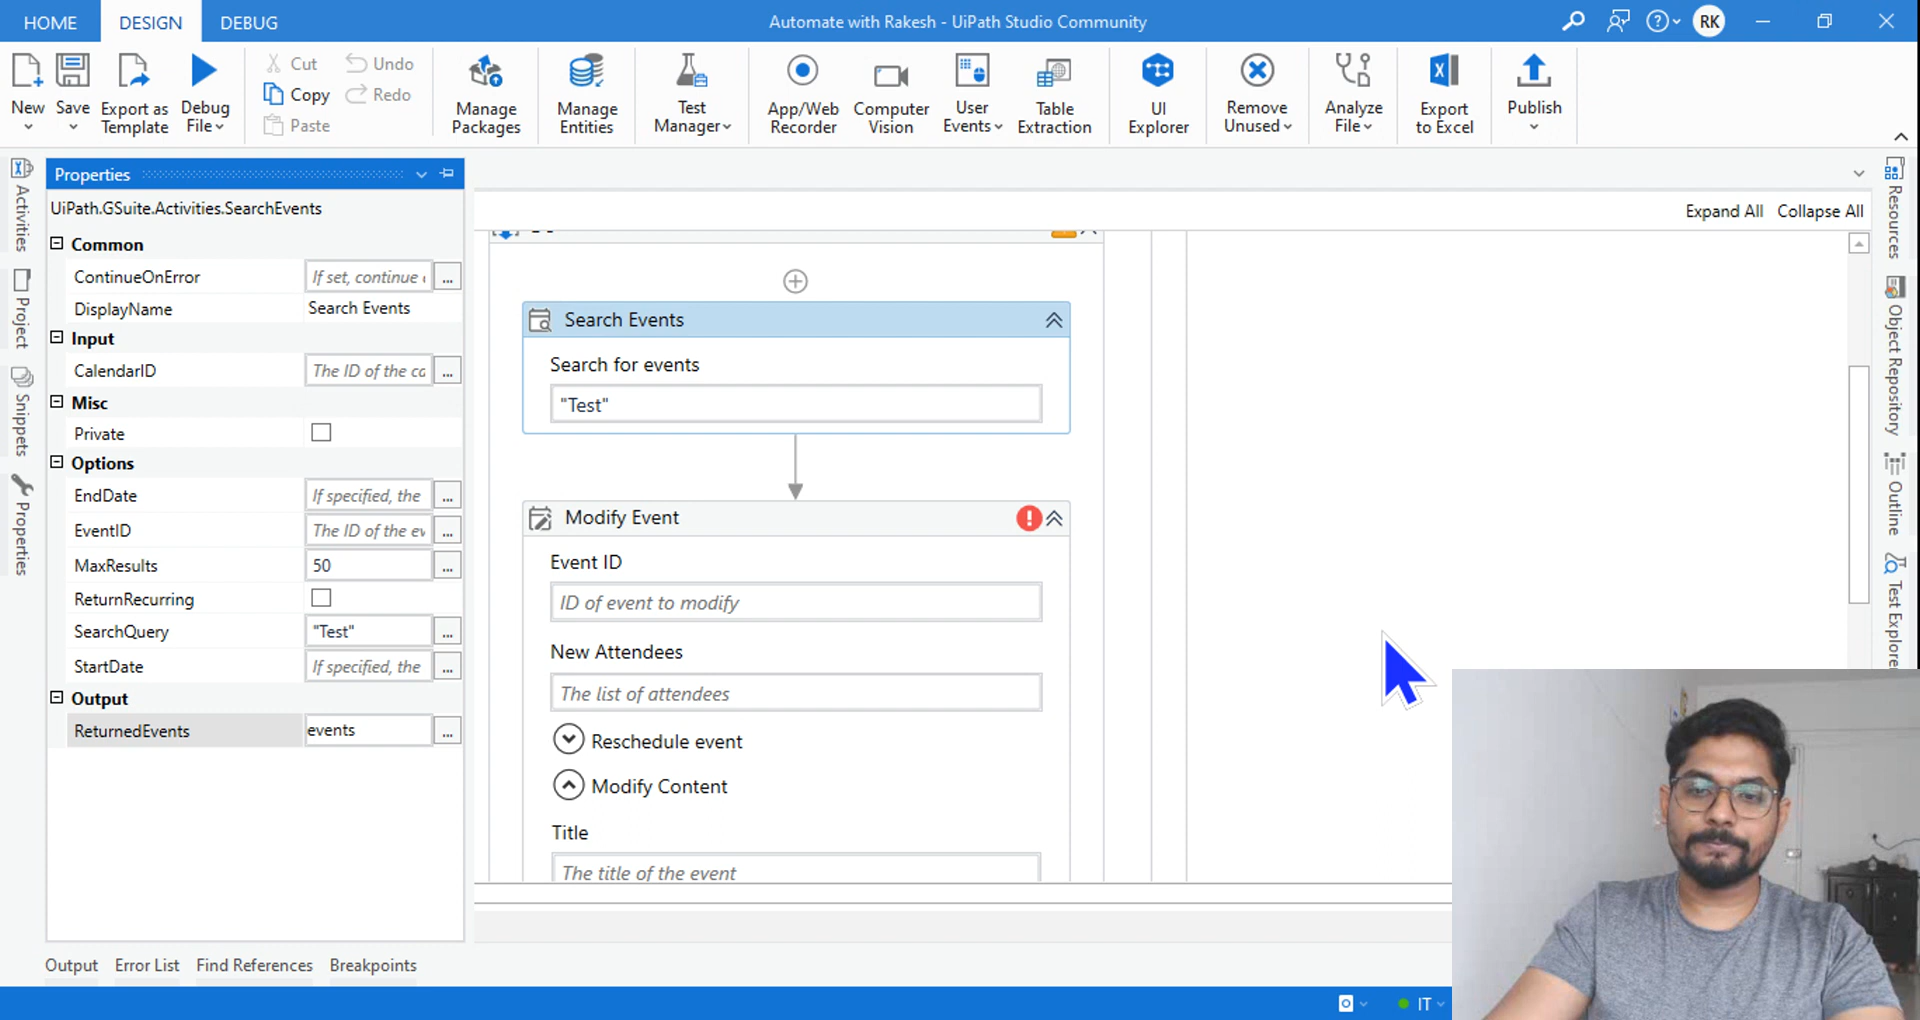 HOME DESIGN DEBUG Automate with Rakesh - UiPath Studio Community RK
New Save Export as Template Debug File Cut Copy Paste Undo Redo Manage Packages Manage Entities Test Manager App/Web Recorder Computer Vision User Events Table Extraction UI Explorer Remove Unused Analyze File Export to Excel Publish
Activities
Project
Snippets
Properties
Properties
UiPath.GSuite.Activities.SearchEvents
Common
ContinueOnError If set, continue
DisplayName Search Events
Input
CalendarID The ID of the
Misc
Private
Options
EndDate If specified, the
EventID The ID of the
MaxResults 50
ReturnRecurring
SearchQuery "Test"
StartDate If specified, the
Output
ReturnedEvents events
Expand All Collapse All
Search Events
Search for events
"Test"
Modify Event
Event ID
ID of event to modify
New Attendees
The list of attendees
Reschedule event
Modify Content
Title
The title of the event
Resources
Object Repository
Outline
Test Explorer
Output Error List Find References Breakpoints
IT